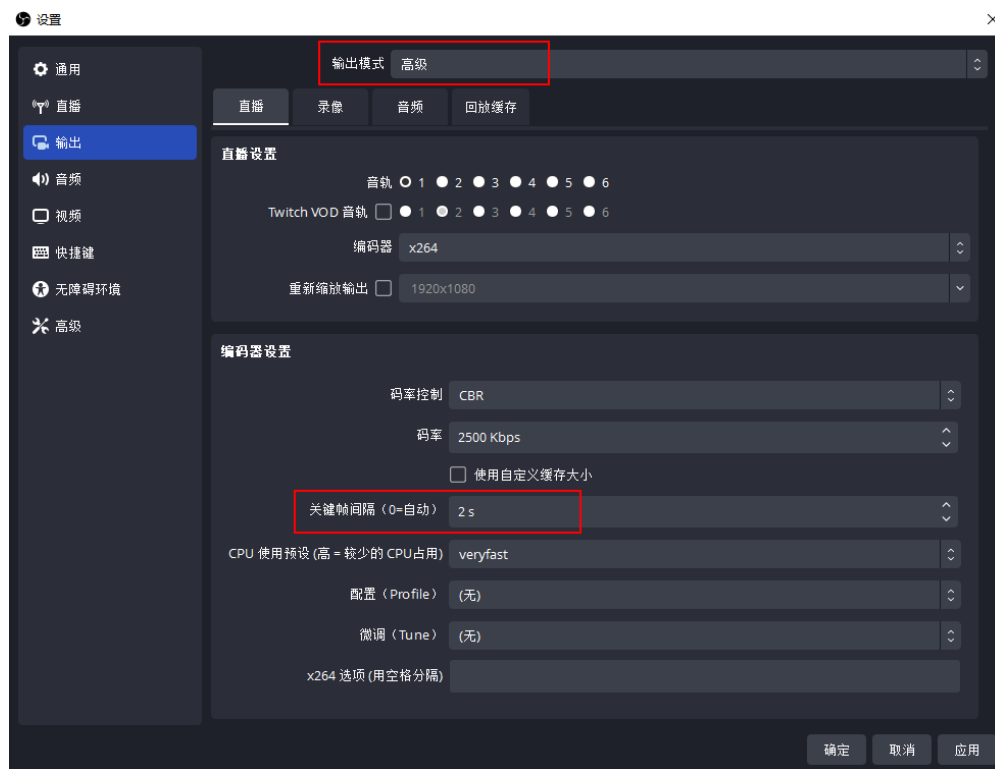 设置
输出模式 高级
通用
直播
输出
音频
视频
快捷键
无障碍环境
高级
直播 录像 音频 回放缓存
直播设置
音轨 1 2 3 4 5 6
Twitch VOD 音轨 1 2 3 4 5 6
编码器 x264
重新缩放输出 1920x1080
编码器设置
码率控制 CBR
码率 2500 Kbps
使用自定义缓存大小
关键帧间隔（0=自动） 2 s
CPU 使用预设 (高 = 较少的 CPU占用) veryfast
配置（Profile） (无)
微调（Tune） (无)
x264 选项 (用空格分隔)
确定 取消 应用